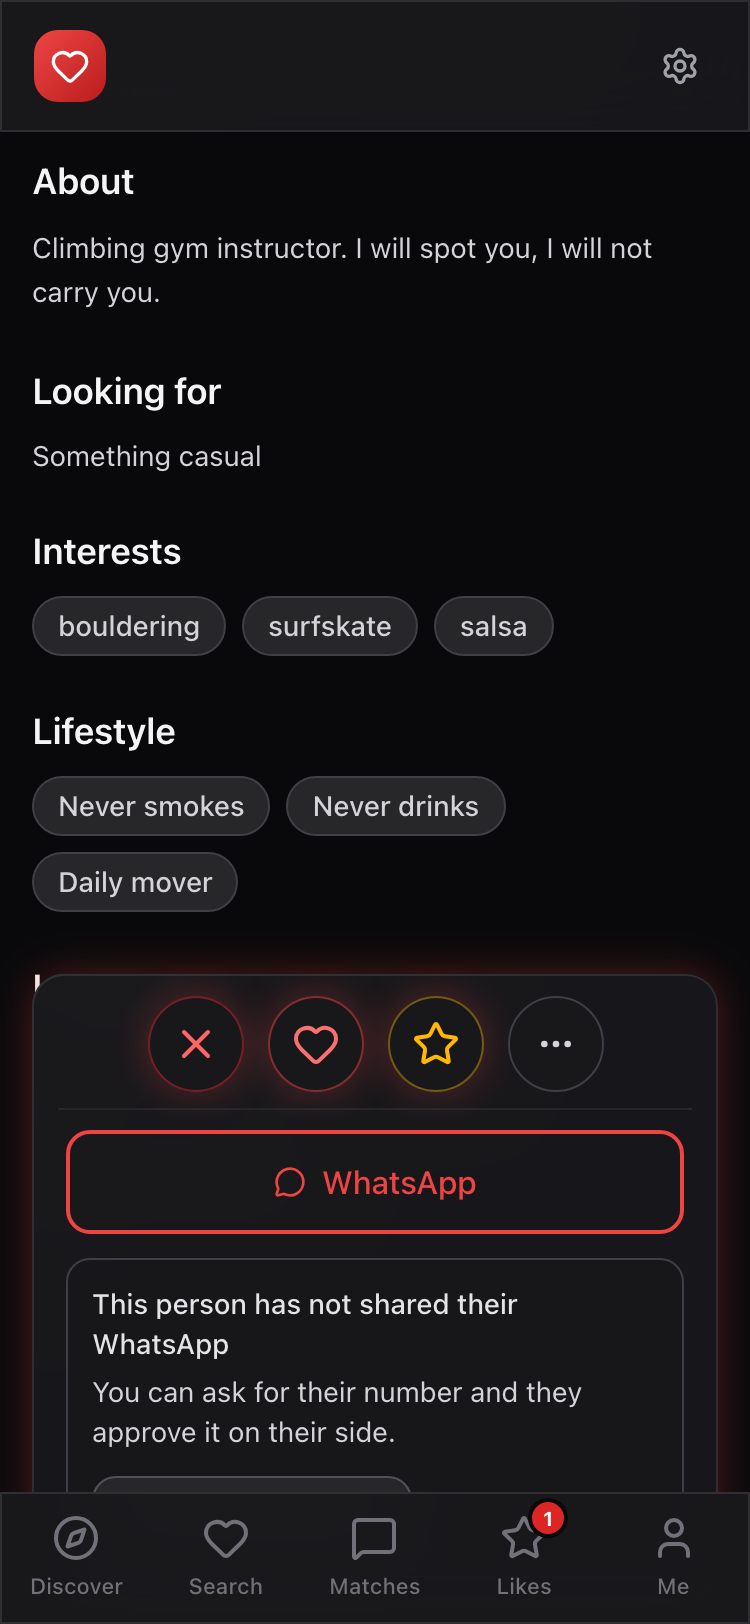 About
Climbing gym instructor. I will spot you, I will not
carry you.
Looking for
Something casual
Interests
bouldering surfskate salsa
Lifestyle
Never smokes Never drinks
Daily mover
WhatsApp
This person has not shared their
WhatsApp
You can ask for their number and they
approve it on their side.
1
Discover Search Matches Likes Me